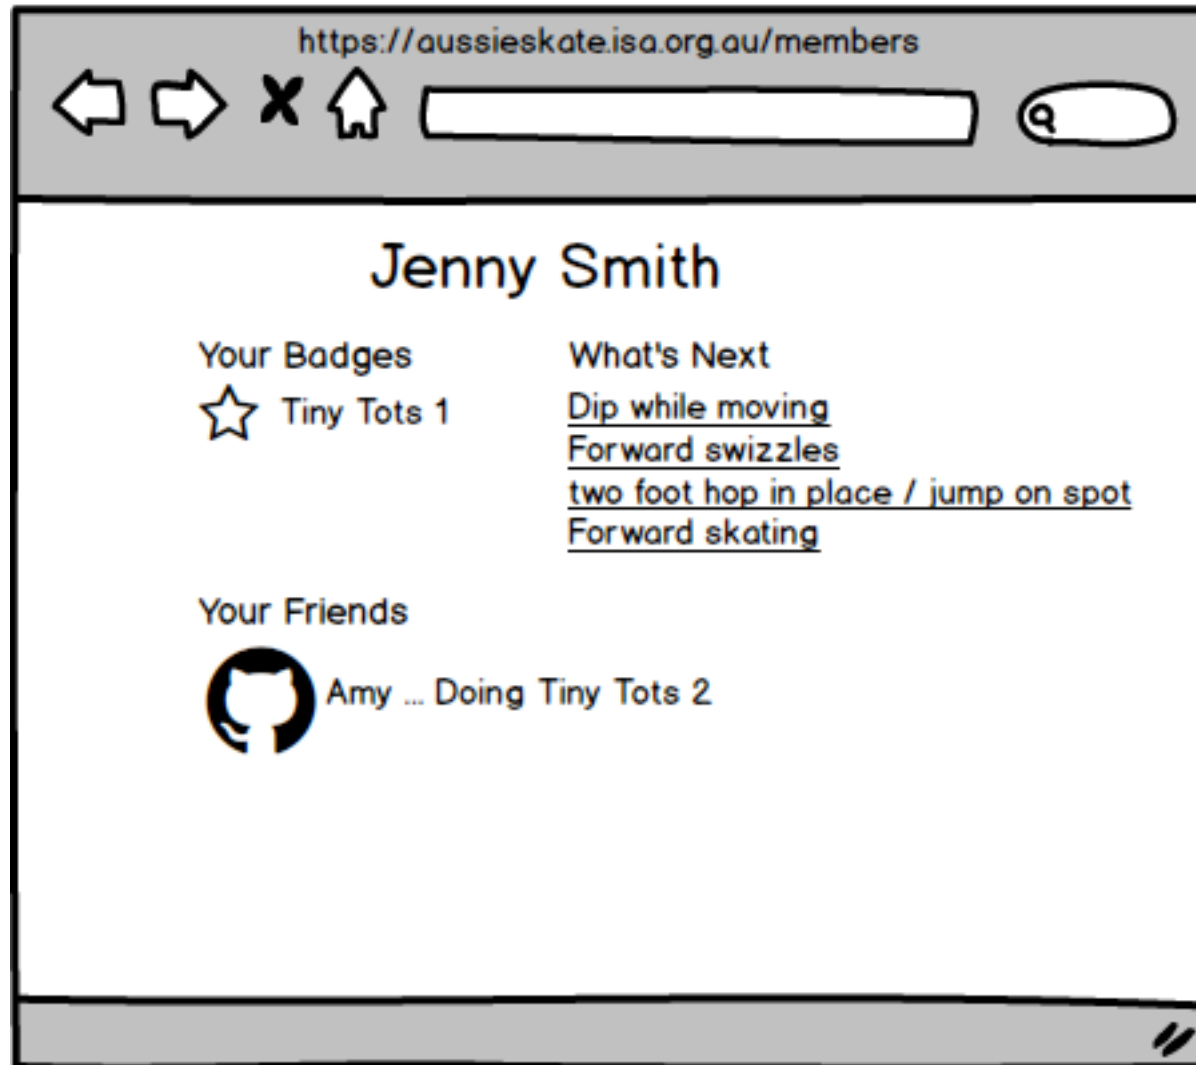 https://aussieskate.isa.org.au/members
Jenny Smith
Your Badges
Tiny Tots 1
What's Next
Dip while moving
Forward swizzles
two foot hop in place / jump on spot
Forward skating
Your Friends
Amy ... Doing Tiny Tots 2